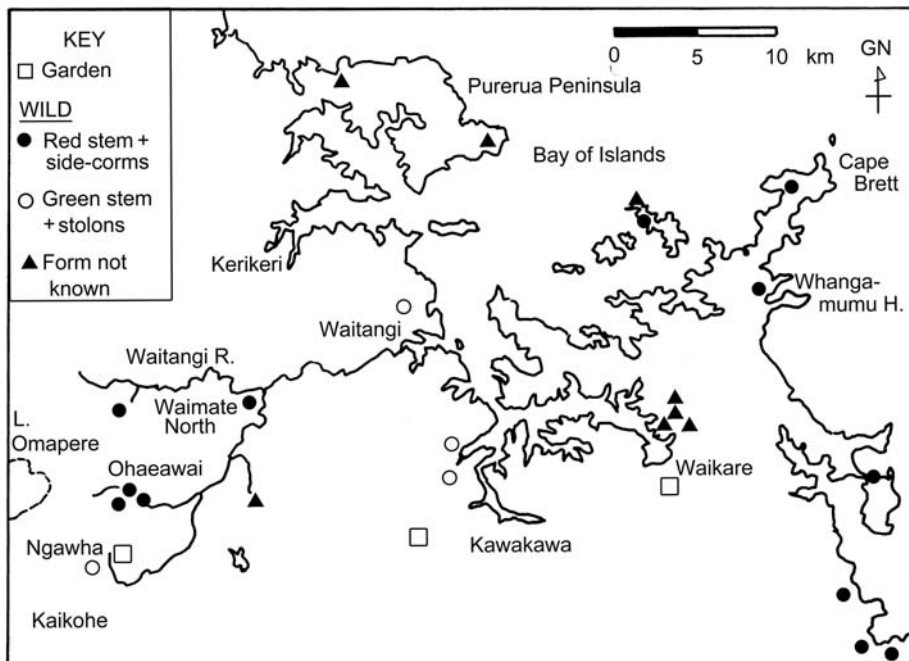 KEY
Garden
WILD
Red stem +
side-corms
Green stem
+ stolons
Form not
known
0 5 10
km
GN
Purerua Peninsula
Bay of Islands
Cape
Brett
Kerikeri
Whanga-
mumu H.
Waitangi
Waitangi R.
Waimate
North
L.
Omapere
Ohaeawai
Waikare
Ngawha
Kawakawa
Kaikohe